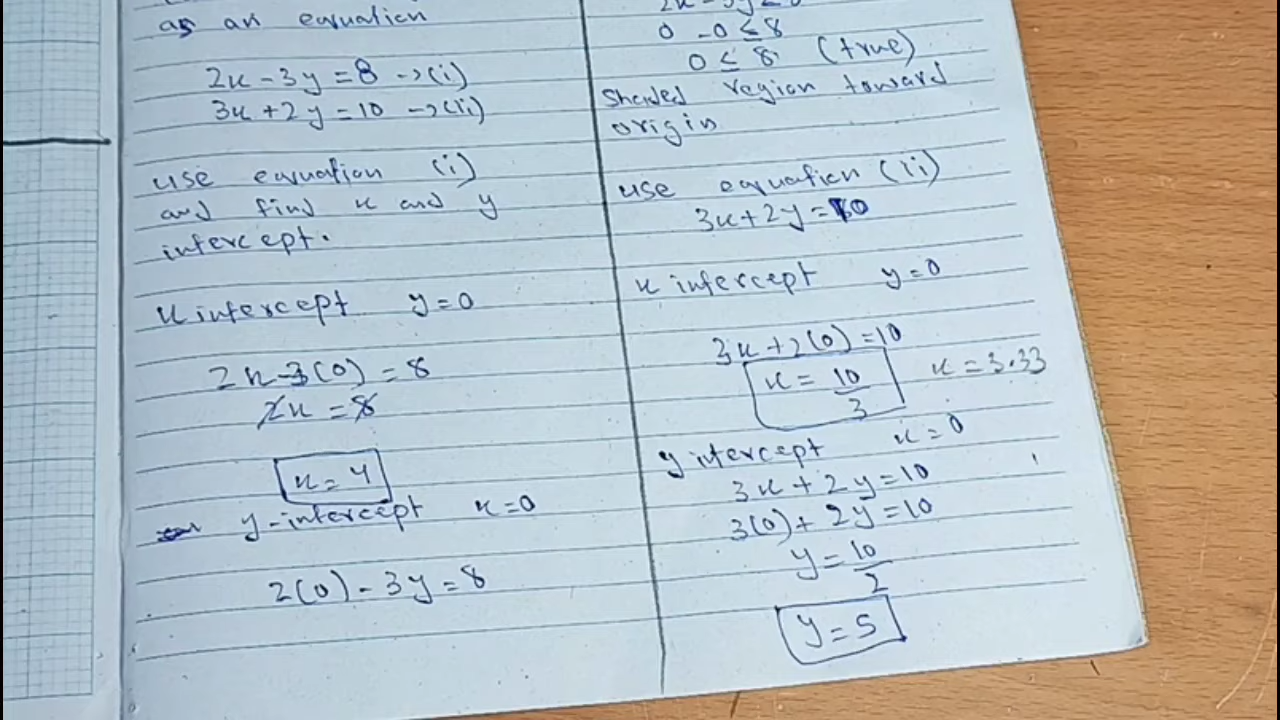 as an equation
2x - 3y = 8 → (i)
3x + 2y = 10 → (ii)
use equation (i)
and find x and y
intercept.
x intercept y = 0
2x - 3(0) = 8
2x = 8
x = 4
y-intercept x = 0
2(0) - 3y = 8
0 - 0 ≤ 8
0 ≤ 8 (true)
Shaded region toward
origin
use equation (ii)
3x + 2y = 10
x intercept y = 0
3x + 2(0) = 10
x = 10/3 x = 3.33
y itercept x = 0
3x + 2y = 10
3(0) + 2y = 10
y = 10/2
y = 5